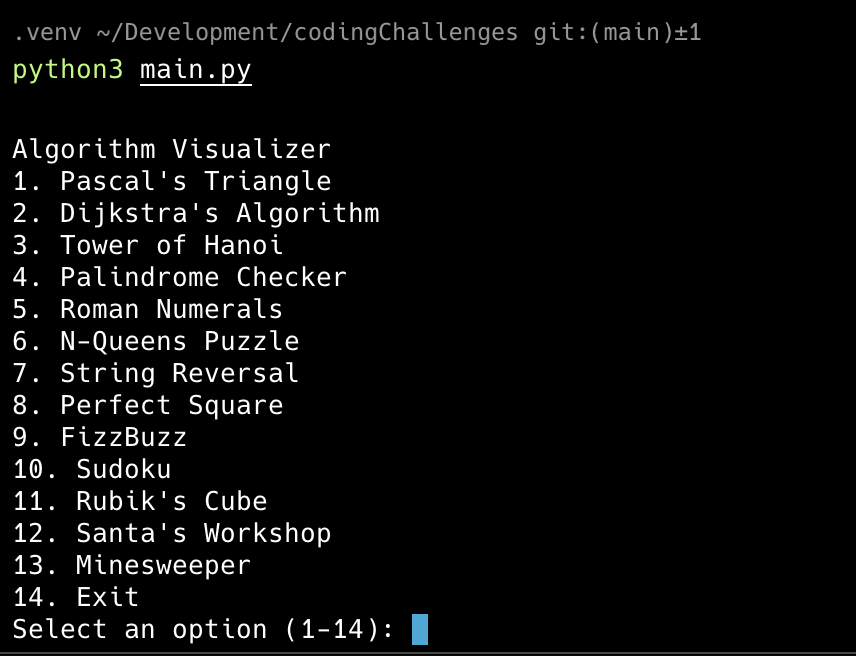 .venv ~/Development/codingChallenges git:(main)±1
python3 main.py
Algorithm Visualizer
1. Pascal's Triangle
2. Dijkstra's Algorithm
3. Tower of Hanoi
4. Palindrome Checker
5. Roman Numerals
6. N-Queens Puzzle
7. String Reversal
8. Perfect Square
9. FizzBuzz
10. Sudoku
11. Rubik's Cube
12. Santa's Workshop
13. Minesweeper
14. Exit
Select an option (1-14):